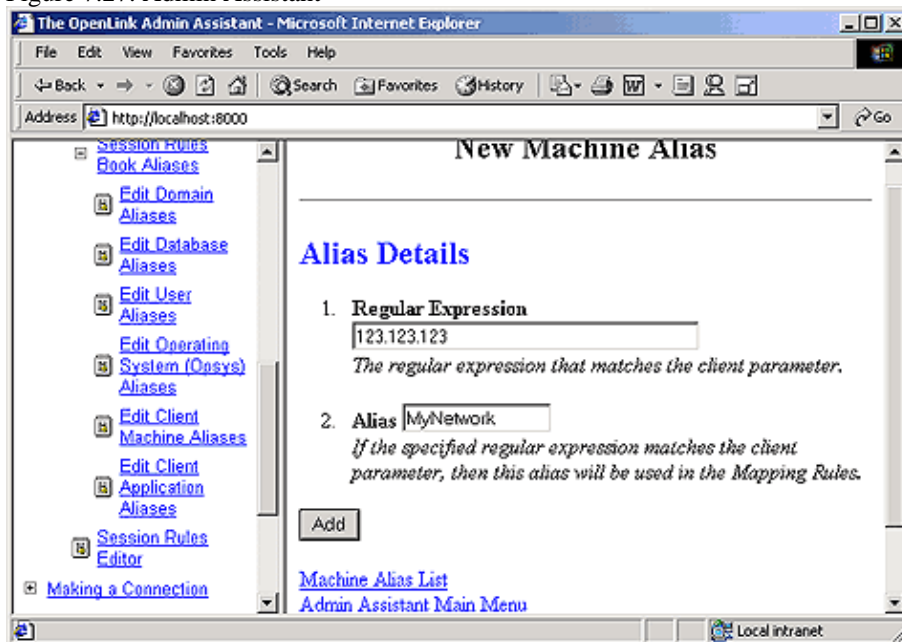 The OpenLink Admin Assistant - Microsoft Internet Explorer
File Edit View Favorites Tools Help
Back Search Favorites History
Address http://localhost:8000 Go
Session Rules
Book Aliases
Edit Domain
Aliases
Edit Database
Aliases
Edit User
Aliases
Edit Operating
System (Opsys)
Aliases
Edit Client
Machine Aliases
Edit Client
Application
Aliases
Session Rules
Editor
Making a Connection
New Machine Alias
Alias Details
1. Regular Expression
123.123.123
The regular expression that matches the client parameter.
2. Alias MyNetwork
If the specified regular expression matches the client
parameter, then this alias will be used in the Mapping Rules.
Add
Machine Alias List
Admin Assistant Main Menu
Local intranet